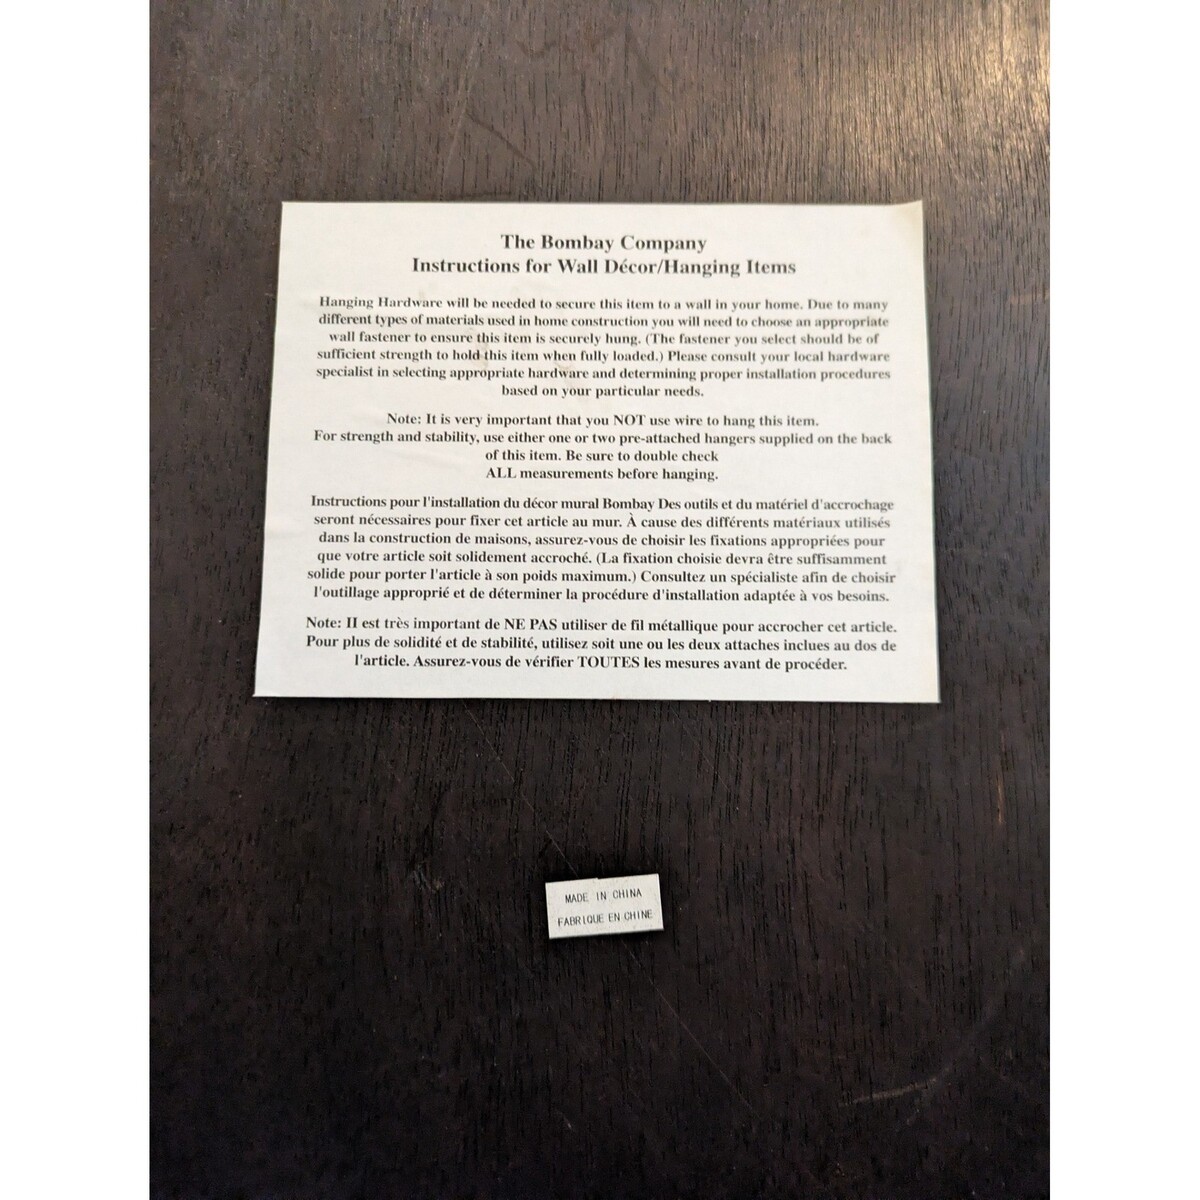 The Bombay Company
Instructions for Wall Décor/Hanging Items
Hanging Hardware will be needed to secure this item to a wall in your home. Due to many
different types of materials used in home construction you will need to choose an appropriate
wall fastener to ensure this item is securely hung. (The fastener you select should be of
sufficient strength to hold this item when fully loaded.) Please consult your local hardware
specialist in selecting appropriate hardware and determining proper installation procedures
based on your particular needs.
Note: It is very important that you NOT use wire to hang this item.
For strength and stability, use either one or two pre-attached hangers supplied on the back
of this item. Be sure to double check
ALL measurements before hanging.
Instructions pour l'installation du décor mural Bombay Des outils et du matériel d'accrochage
seront nécessaires pour fixer cet article au mur. À cause des différents matériaux utilisés
dans la construction de maisons, assurez-vous de choisir les fixations appropriées pour
que votre article soit solidement accroché. (La fixation choisie devra être suffisamment
solide pour porter l'article à son poids maximum.) Consultez un spécialiste afin de choisir
l'outillage approprié et de déterminer la procédure d'installation adaptée à vos besoins.
Note: II est très important de NE PAS utiliser de fil métallique pour accrocher cet article.
Pour plus de solidité et de stabilité, utilisez soit une ou les deux attaches inclues au dos de
l'article. Assurez-vous de vérifier TOUTES les mesures avant de procéder.
MADE IN CHINA
FABRIQUE EN CHINE